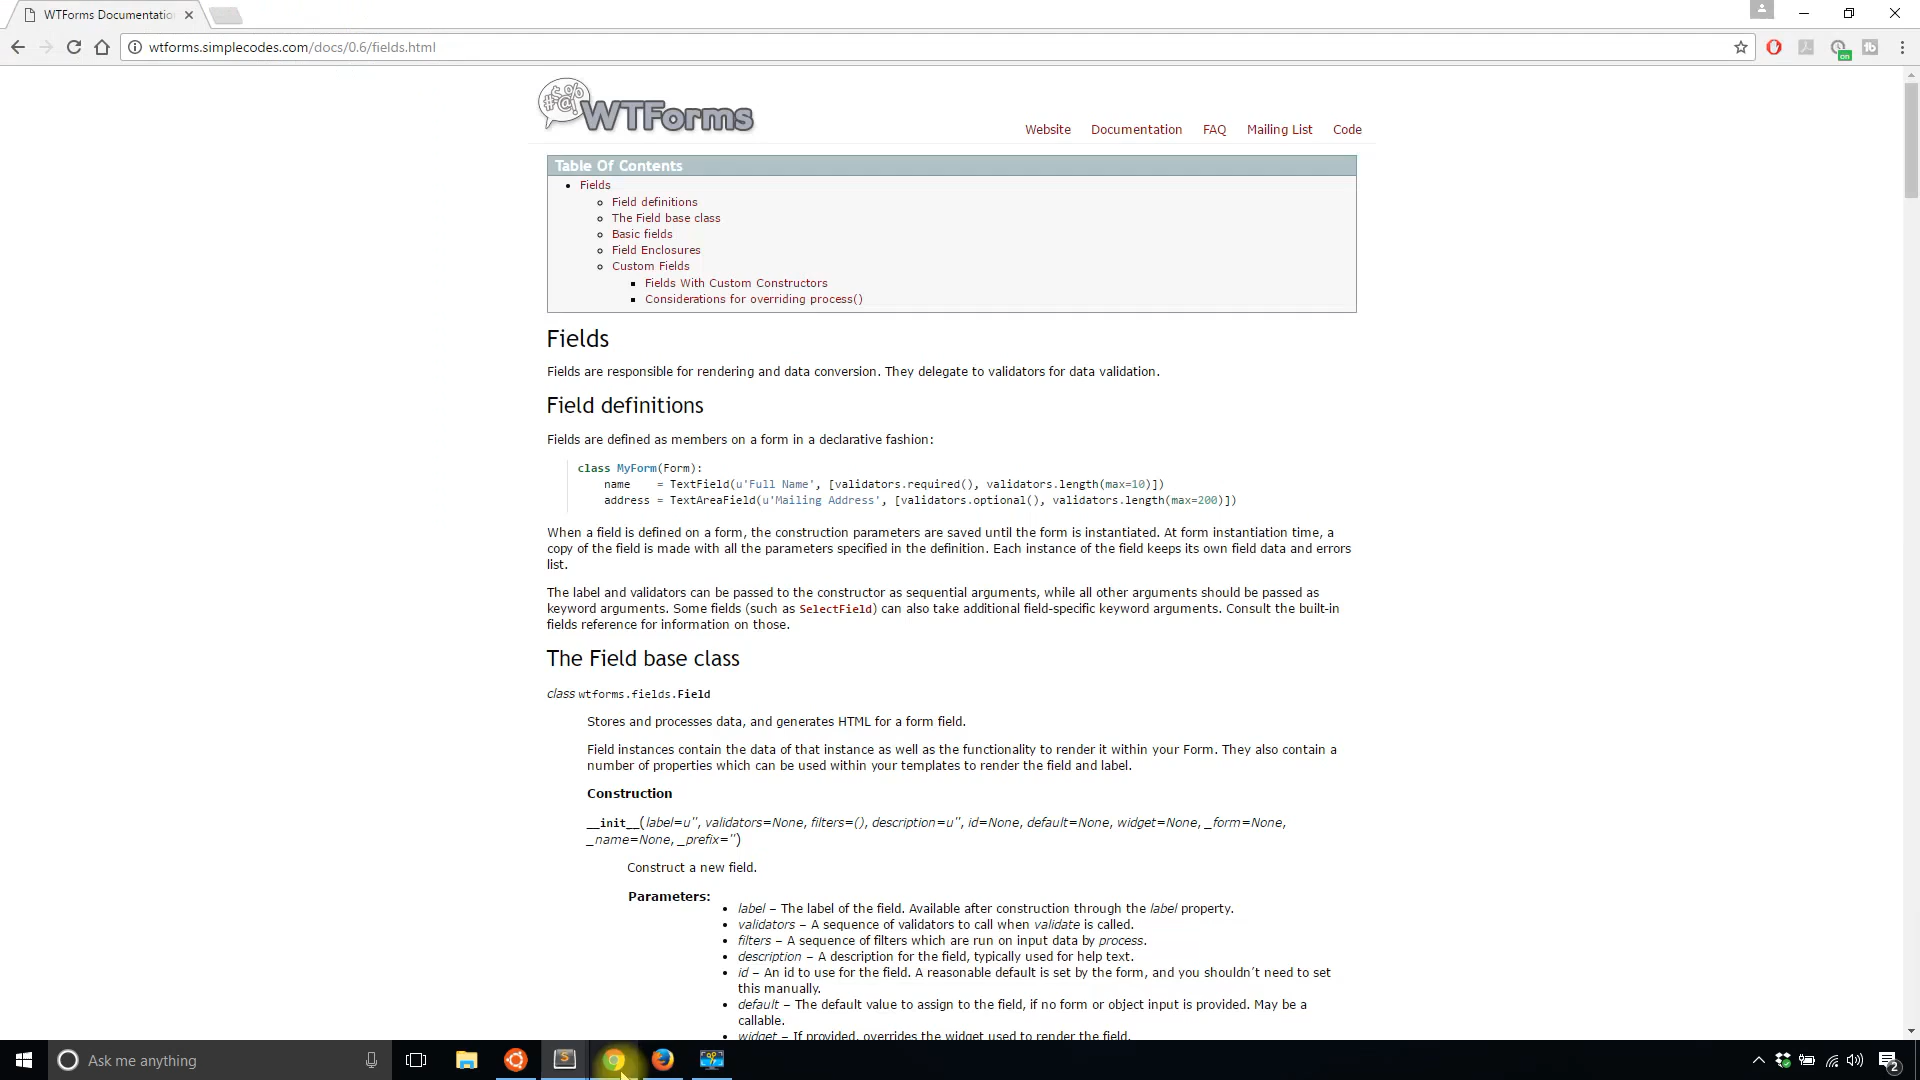 WTForms Documentation
wtforms.simplecodes.com/docs/0.6/fields.html
on
#$%
#@!
WTForms
Website Documentation FAQ Mailing List Code
Table Of Contents
Fields
Field definitions
The Field base class
Basic fields
Field Enclosures
Custom Fields
Fields With Custom Constructors
Considerations for overriding process()
Fields
Fields are responsible for rendering and data conversion. They delegate to validators for data validation.
Field definitions
Fields are defined as members on a form in a declarative fashion:
class MyForm(Form):
name = TextField(u'Full Name', [validators.required(), validators.length(max=10)])
address = TextAreaField(u'Mailing Address', [validators.optional(), validators.length(max=200)])
When a field is defined on a form, the construction parameters are saved until the form is instantiated. At form instantiation time, a
copy of the field is made with all the parameters specified in the definition. Each instance of the field keeps its own field data and errors
list.
The label and validators can be passed to the constructor as sequential arguments, while all other arguments should be passed as
keyword arguments. Some fields (such as SelectField) can also take additional field-specific keyword arguments. Consult the built-in
fields reference for information on those.
The Field base class
class wtforms.fields.Field
Stores and processes data, and generates HTML for a form field.
Field instances contain the data of that instance as well as the functionality to render it within your Form. They also contain a
number of properties which can be used within your templates to render the field and label.
Construction
__init__(label=u'', validators=None, filters=(), description=u'', id=None, default=None, widget=None, _form=None,
_name=None, _prefix='')
Construct a new field.
Parameters:
label – The label of the field. Available after construction through the label property.
validators – A sequence of validators to call when validate is called.
filters – A sequence of filters which are run on input data by process.
description – A description for the field, typically used for help text.
id – An id to use for the field. A reasonable default is set by the form, and you shouldn't need to set
this manually.
default – The default value to assign to the field, if no form or object input is provided. May be a
callable.
widget – If provided, overrides the widget used to render the field.
Ask me anything
2